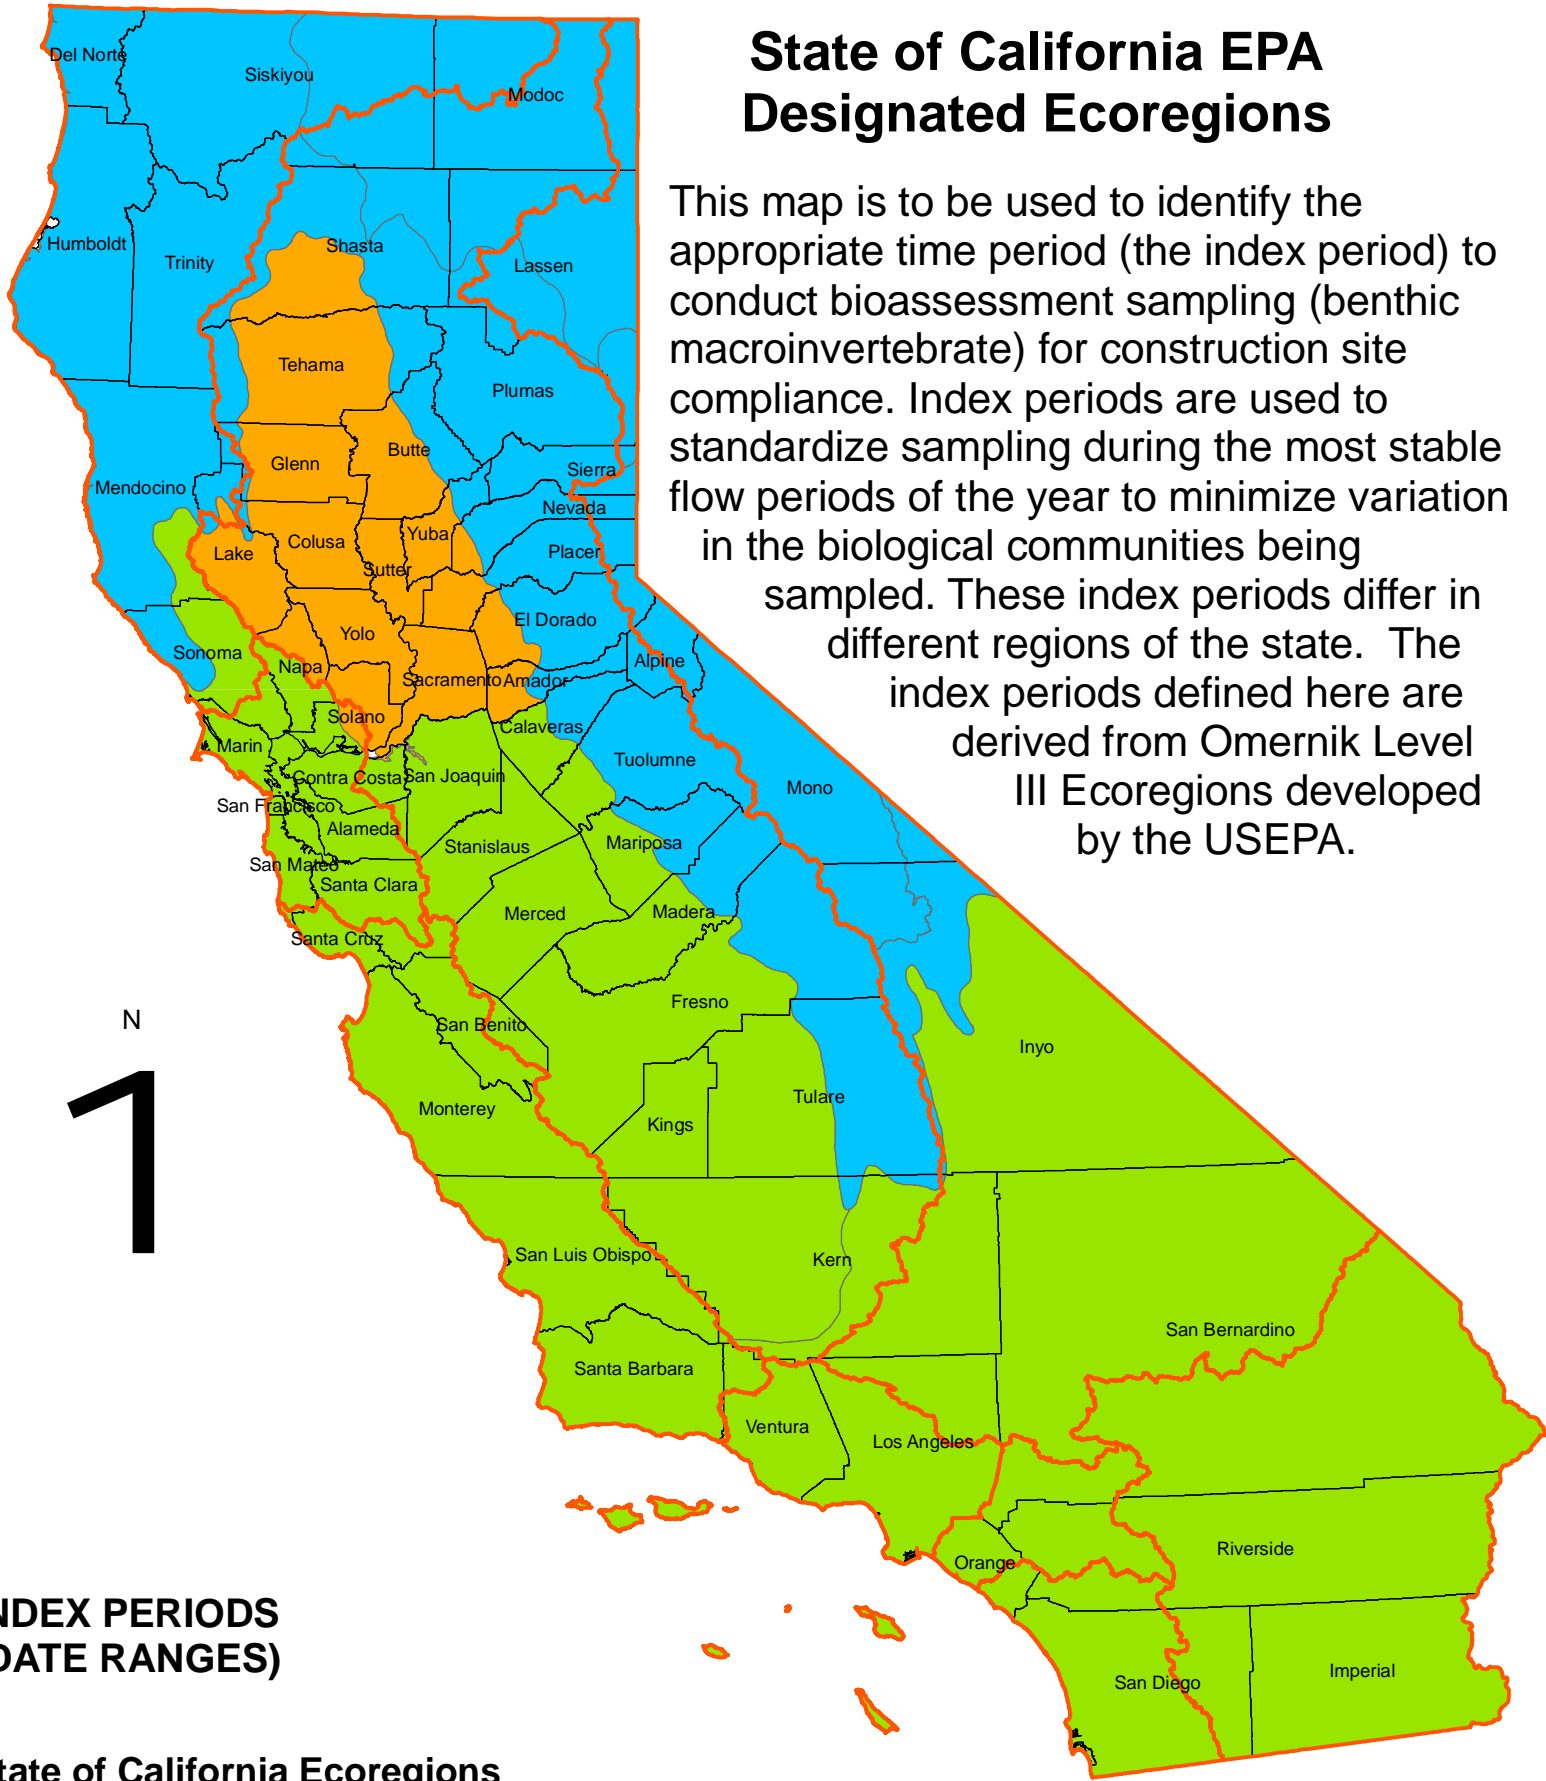 State of California EPA
Designated Ecoregions
This map is to be used to identify the
appropriate time period (the index period) to
conduct bioassessment sampling (benthic
macroinvertebrate) for construction site
compliance. Index periods are used to
standardize sampling during the most stable
flow periods of the year to minimize variation
in the biological communities being
sampled. These index periods differ in
different regions of the state. The
index periods defined here are
derived from Omernik Level
III Ecoregions developed
by the USEPA.
Del Norte
Siskiyou
Modoc
Humboldt
Trinity
Shasta
Lassen
Tehama
Plumas
Mendocino
Glenn
Butte
Sierra
Nevada
Lake
Colusa
Yuba
Sutter
Placer
Sonoma
Napa
Yolo
El Dorado
Sacramento
Amador
Alpine
Solano
Calaveras
Marin
Contra Costa
San Joaquin
Tuolumne
Mono
San Francisco
Alameda
Stanislaus
Mariposa
San Mateo
Santa Clara
Merced
Madera
Santa Cruz
Fresno
San Benito
Inyo
Monterey
Kings
Tulare
San Luis Obispo
Kern
San Bernardino
Santa Barbara
Ventura
Los Angeles
Orange
Riverside
San Diego
Imperial
N
1
NDEX PERIODS
DATE RANGES)
tate of California Ecoregions